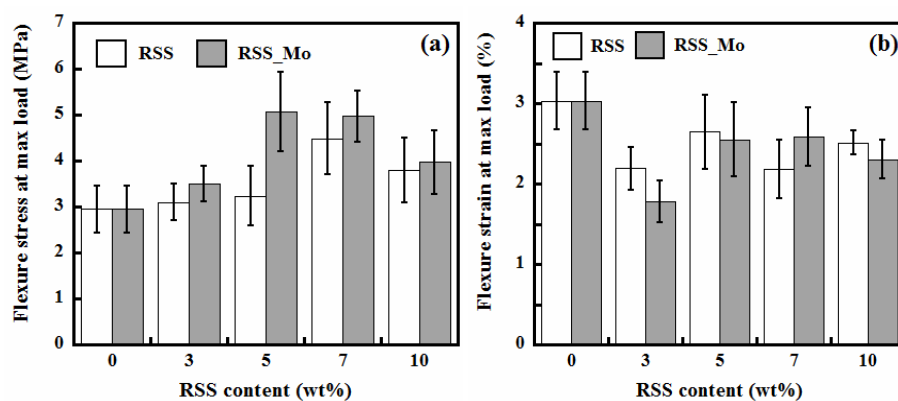 Flexure stress at max load (MPa)
7
6
5
4
3
2
1
0
RSS
RSS_Mo
(a)
0 3 5 7 10
RSS content (wt%)
Flexure strain at max load (%)
4
3
2
1
0
RSS
RSS_Mo
(b)
0 3 5 7 10
RSS content (wt%)